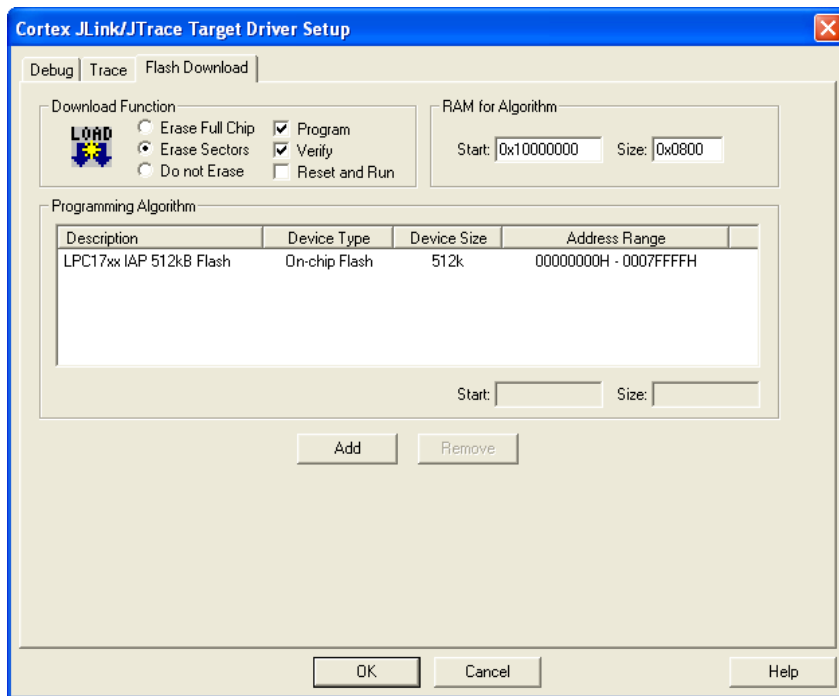 Cortex JLink/JTrace Target Driver Setup
Debug Trace Flash Download
Download Function
LOAD
Erase Full Chip
Erase Sectors
Do not Erase
Program
Verify
Reset and Run
RAM for Algorithm
Start: 0x10000000 Size: 0x0800
Programming Algorithm
Description Device Type Device Size Address Range
LPC17xx IAP 512kB Flash On-chip Flash 512k 00000000H - 0007FFFFH
Start: Size:
Add Remove
OK Cancel Help